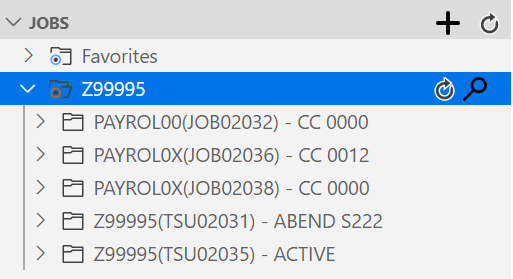 JOBS
Favorites
Z99995
PAYROL00(JOB02032) - CC 0000
PAYROL0X(JOB02036) - CC 0012
PAYROL0X(JOB02038) - CC 0000
Z99995(TSU02031) - ABEND S222
Z99995(TSU02035) - ACTIVE